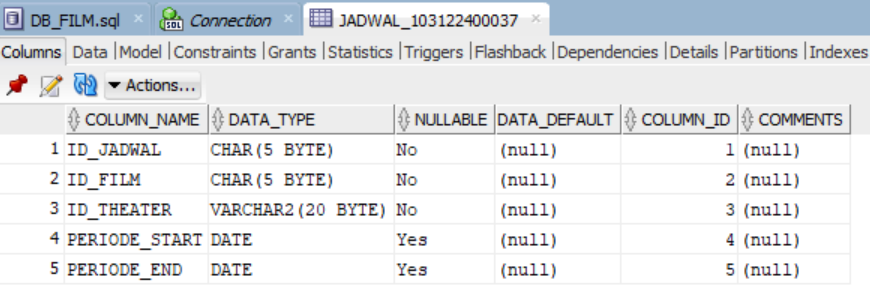 DB_FILM.sql × Connection × JADWAL_103122400037 ×
Columns Data |Model |Constraints |Grants |Statistics |Triggers |Flashback |Dependencies |Details |Partitions |Indexes
Actions...
COLUMN_NAME DATA_TYPE NULLABLE DATA_DEFAULT COLUMN_ID COMMENTS
1 ID_JADWAL CHAR(5 BYTE) No (null) 1 (null)
2 ID_FILM CHAR(5 BYTE) No (null) 2 (null)
3 ID_THEATER VARCHAR2(20 BYTE) No (null) 3 (null)
4 PERIODE_START DATE Yes (null) 4 (null)
5 PERIODE_END DATE Yes (null) 5 (null)